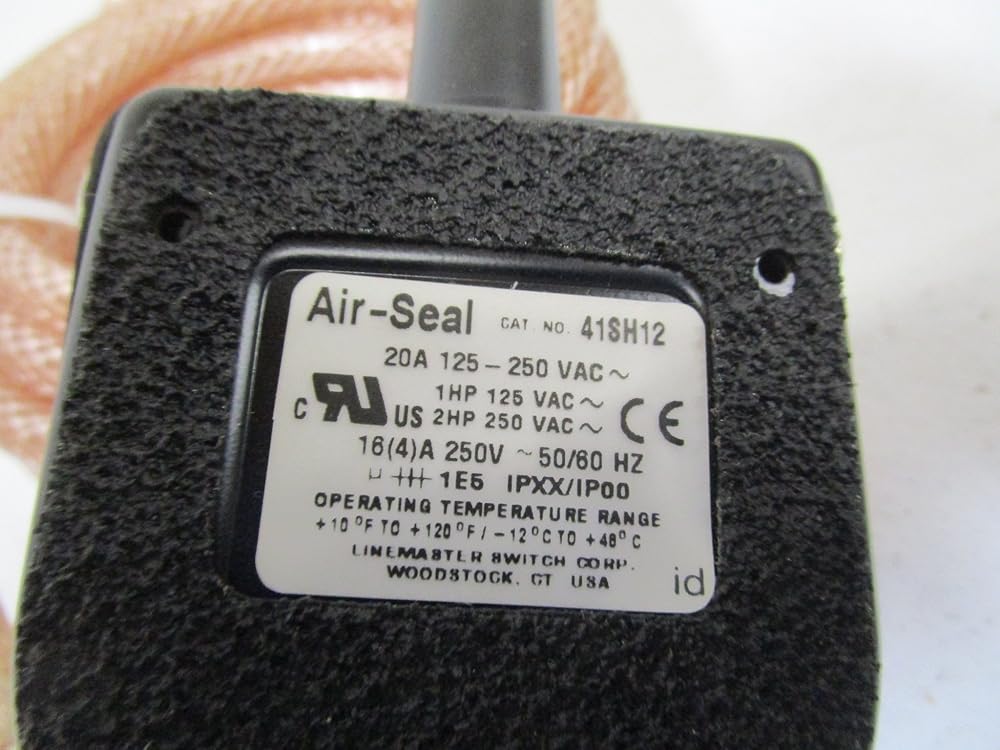 Air-Seal CAT. NO. 41SH12
20A 125-250 VAC~
1HP 125 VAC~
C RU US 2HP 250 VAC~ CE
16(4)A 250V ~50/60 HZ
µ 1E5 IPXX/IP00
OPERATING TEMPERATURE RANGE
+10°F TO +120°F / -12°C TO +48°C
LINEMASTER SWITCH CORP.
WOODSTOCK, CT USA
id